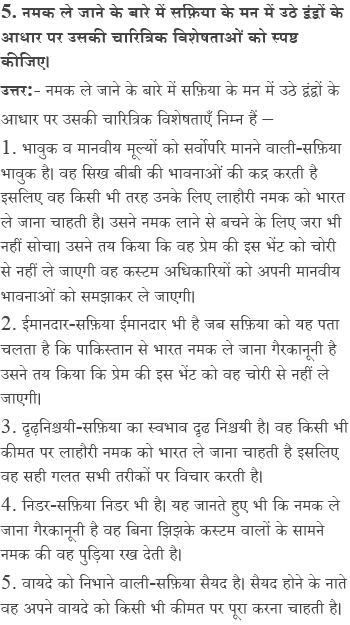 5. नमक ले जाने के बारे में सफ़िया के मन में उठे द्वंद्वों के
आधार पर उसकी चारित्रिक विशेषताओं को स्पष्ट
कीजिए।
उत्तर:- नमक ले जाने के बारे में सफ़िया के मन में उठे द्वंद्वों के
आधार पर उसकी चारित्रिक विशेषताएँ निम्न हैं –
1. भावुक व मानवीय मूल्यों को सर्वोपरि मानने वाली-सफ़िया
भावुक है। वह सिख बीबी की भावनाओं की कद्र करती है
इसलिए वह किसी भी तरह उनके लिए लाहौरी नमक को भारत
ले जाना चाहती है। उसने नमक लाने से बचने के लिए जरा भी
नहीं सोचा। उसने तय किया कि वह प्रेम की इस भेंट को चोरी
से नहीं ले जाएगी वह कस्टम अधिकारियों को अपनी मानवीय
भावनाओं को समझाकर ले जाएगी।
2. ईमानदार-सफ़िया ईमानदार भी है जब सफ़िया को यह पता
चलता है कि पाकिस्तान से भारत नमक ले जाना गैरकानूनी है
उसने तय किया कि प्रेम की इस भेंट को वह चोरी से नहीं ले
जाएगी।
3. दृढ़निश्चयी-सफ़िया का स्वभाव दृढ निश्चयी है। वह किसी भी
कीमत पर लाहौरी नमक को भारत ले जाना चाहती है इसलिए
वह सही गलत सभी तरीकों पर विचार करती है।
4. निडर-सफ़िया निडर भी है। यह जानते हुए भी कि नमक ले
जाना गैरकानूनी है वह बिना झिझके कस्टम वालों के सामने
नमक की वह पुड़िया रख देती है।
5. वायदे को निभाने वाली-सफ़िया सैयद है। सैयद होने के नाते
वह अपने वायदे को किसी भी कीमत पर पूरा करना चाहती है।